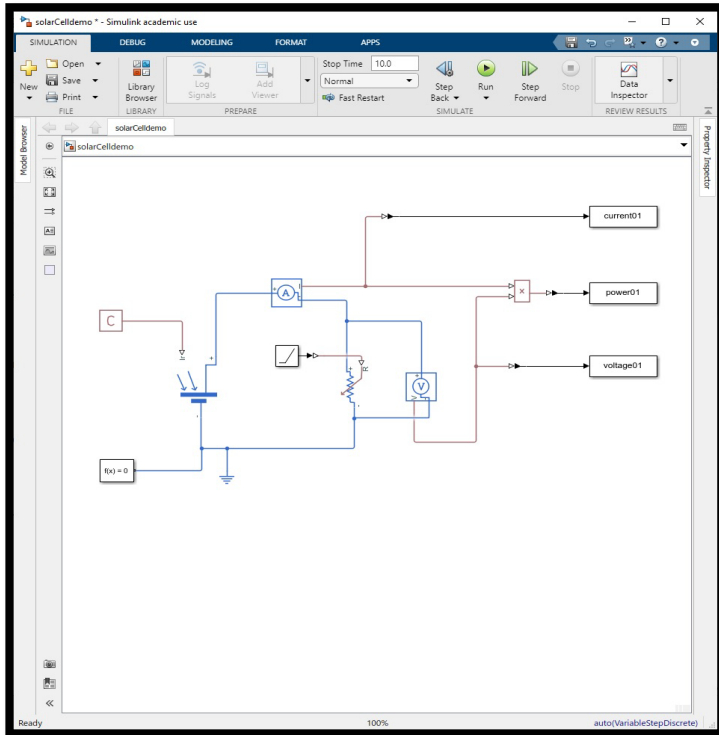 solarCelldemo * - Simulink academic use
SIMULATION DEBUG MODELING FORMAT APPS
New
Open
Save
Print
FILE
Library Browser
LIBRARY
Log Signals
Add Viewer
PREPARE
Stop Time 10.0
Normal
Fast Restart
Step Back
Run
Step Forward
Stop
SIMULATE
Data Inspector
REVIEW RESULTS
Model Browser
solarCelldemo
solarCelldemo
Property Inspector
current01
A
I
×
power01
C
Ir
+
-
R
V
voltage01
f(x) = 0
Ready
100%
auto(VariableStepDiscrete)